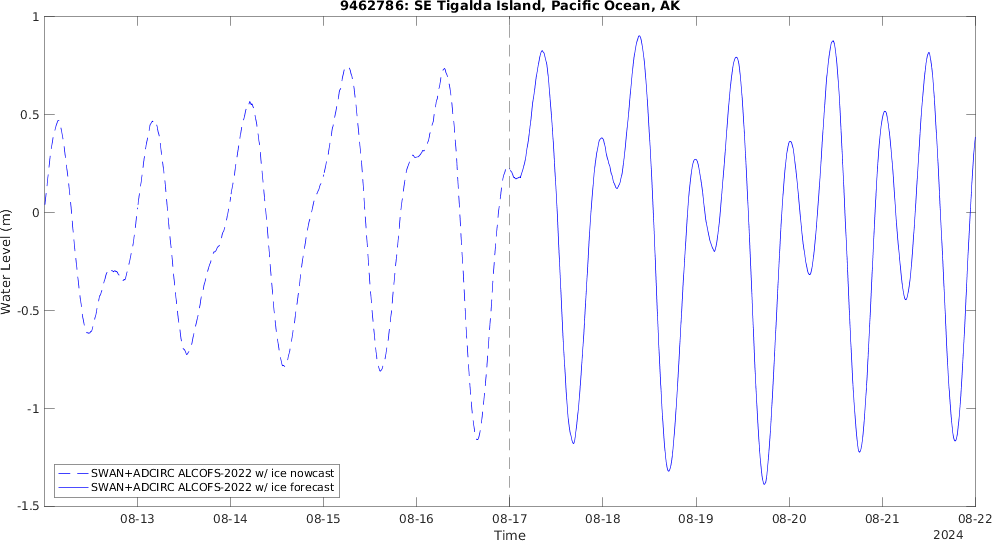 9462786: SE Tigalda Island, Pacific Ocean, AK
1
0.5
0
-0.5
-1
-1.5
Water Level (m)
SWAN+ADCIRC ALCOFS-2022 w/ ice nowcast
SWAN+ADCIRC ALCOFS-2022 w/ ice forecast
08-13 08-14 08-15 08-16 08-17 08-18 08-19 08-20 08-21 08-22
Time
2024